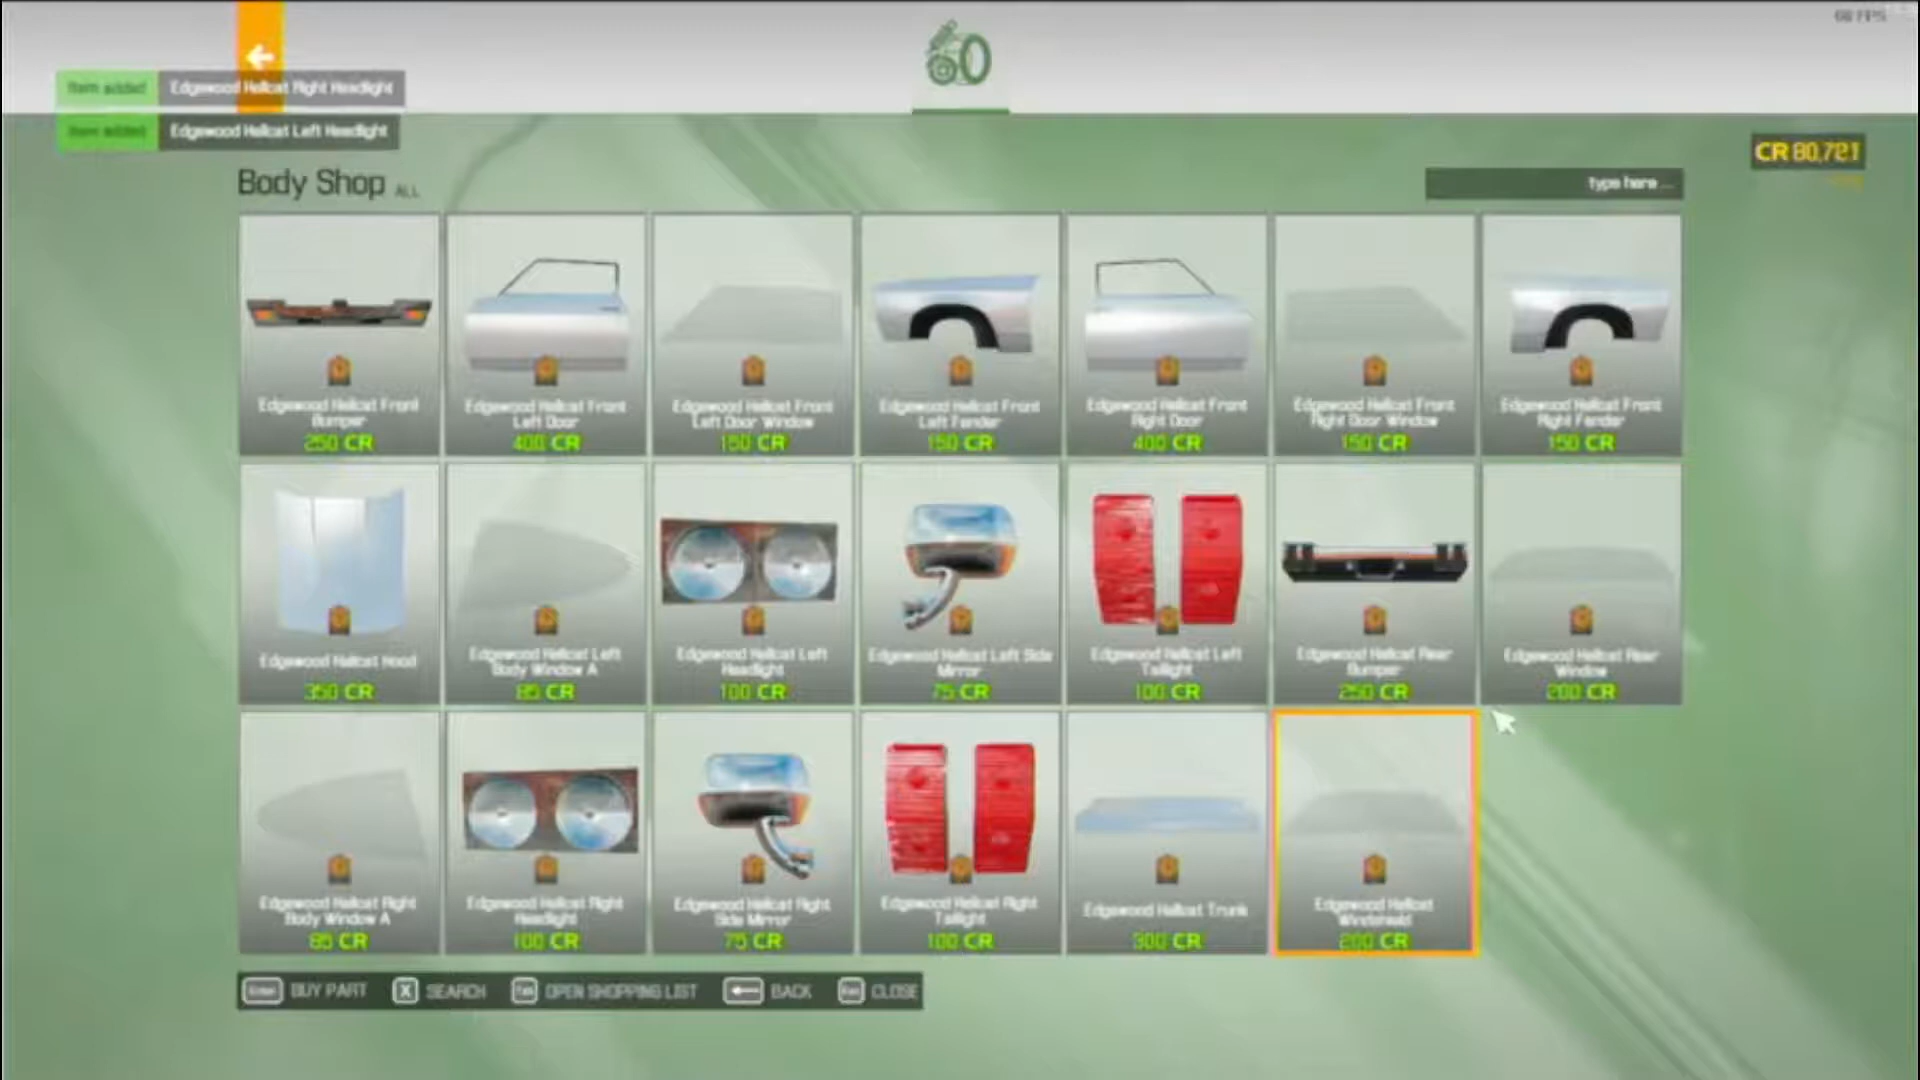 60 FPS
Item added Edgewood Hellcat Right Headlight
Item added Edgewood Hellcat Left Headlight
CR 80,721
Body Shop ALL
type here ...
Edgewood Hellcat Front Bumper
250 CR
Edgewood Hellcat Front Left Door
400 CR
Edgewood Hellcat Front Left Door Window
150 CR
Edgewood Hellcat Front Left Fender
150 CR
Edgewood Hellcat Front Right Door
400 CR
Edgewood Hellcat Front Right Door Window
150 CR
Edgewood Hellcat Front Right Fender
150 CR
Edgewood Hellcat Hood
350 CR
Edgewood Hellcat Left Body Window A
85 CR
Edgewood Hellcat Left Headlight
100 CR
Edgewood Hellcat Left Side Mirror
75 CR
Edgewood Hellcat Left Taillight
100 CR
Edgewood Hellcat Rear Bumper
250 CR
Edgewood Hellcat Rear Window
200 CR
Edgewood Hellcat Right Body Window A
85 CR
Edgewood Hellcat Right Headlight
100 CR
Edgewood Hellcat Right Side Mirror
75 CR
Edgewood Hellcat Right Taillight
100 CR
Edgewood Hellcat Trunk
300 CR
Edgewood Hellcat Windshield
200 CR
Enter BUY PART X SEARCH Tab OPEN SHOPPING LIST BACK Esc CLOSE